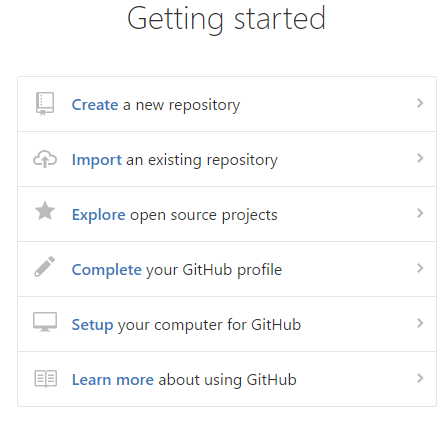 Getting started
Create a new repository
Import an existing repository
Explore open source projects
Complete your GitHub profile
Setup your computer for GitHub
Learn more about using GitHub